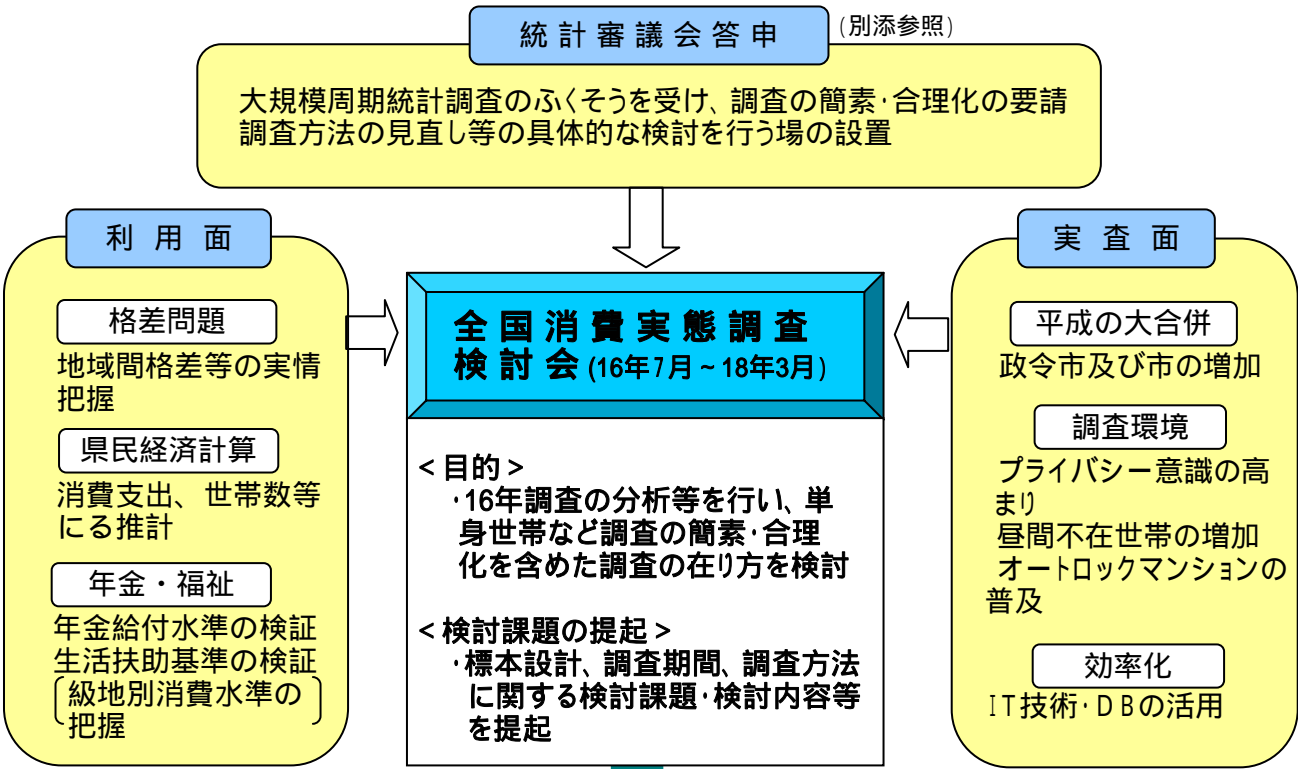 統計審議会答申
(別添参照)
大規模周期統計調査のふくそうを受け、調査の簡素・合理化の要請
調査方法の見直し等の具体的な検討を行う場の設置
利用面
格差問題
地域間格差等の実情
把握
県民経済計算
消費支出、世帯数等
にる推計
年金・福祉
年金給付水準の検証
生活扶助基準の検証
級地別消費水準の
把握
全国消費実態調査
検討会(16年7月~18年3月)
<目的>
・16年調査の分析等を行い、単
身世帯など調査の簡素・合理
化を含めた調査の在り方を検討
<検討課題の提起>
・標本設計、調査期間、調査方法
に関する検討課題・検討内容等
を提起
実査面
平成の大合併
政令市及び市の増加
調査環境
プライバシー意識の高
まり
昼間不在世帯の増加
オートロックマンションの
普及
効率化
IT技術・DBの活用